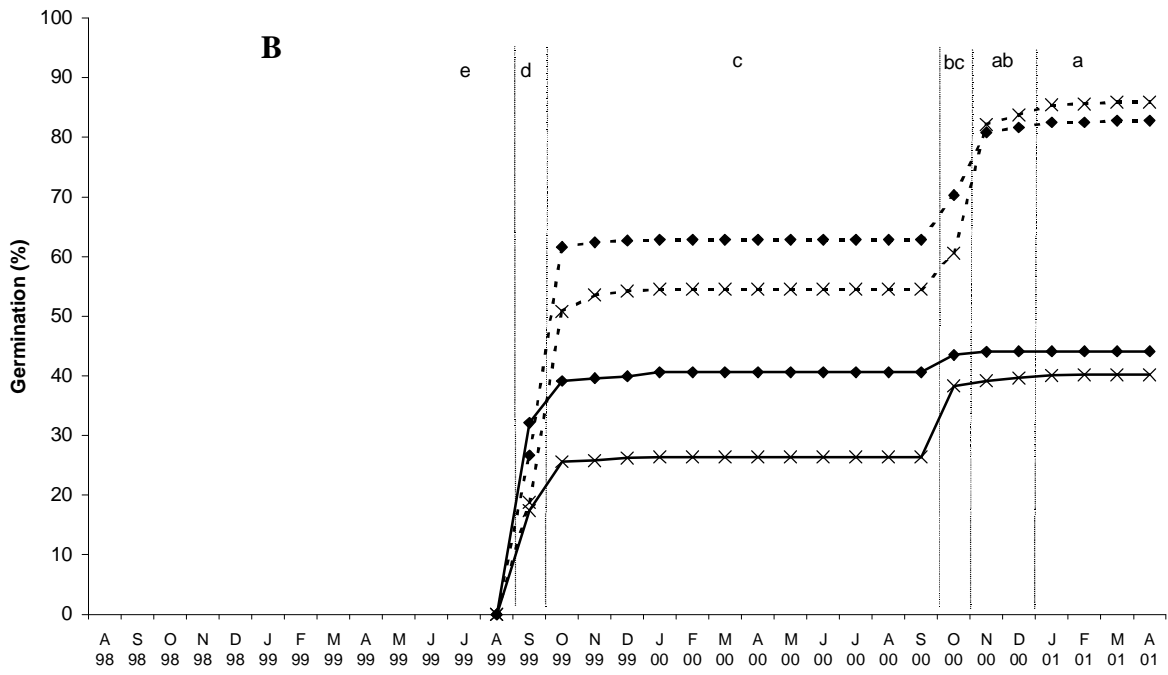 100
B
bc
ab
a
c
e
d
90
80
70
60
50
40
30
20
10
0
Germination (%)
A S O N D J F M A M J J A S O N D J F M A M J J A S O N D J F M A
98 98 98 98 98 99 99 99 99 99 99 99 99 99 99 99 99 00 00 00 00 00 00 00 00 00 00 00 00 01 01 01 01